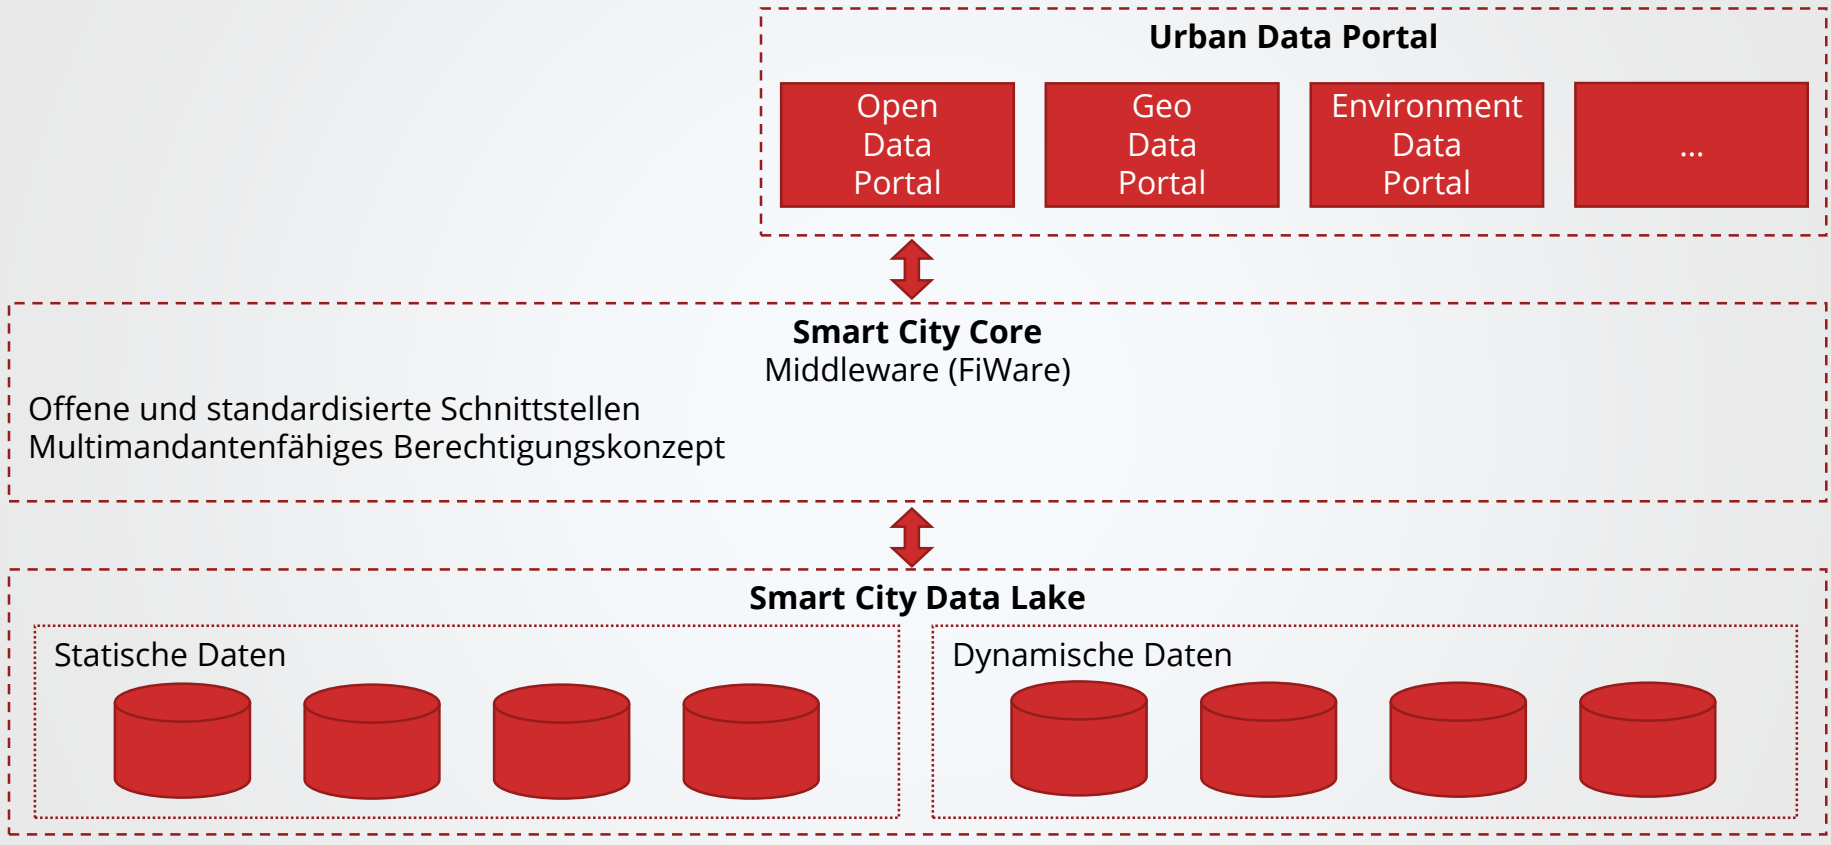 Urban Data Portal
Open
Data
Portal
Geo
Data
Portal
Environment
Data
Portal
...
Smart City Core
Middleware (FiWare)
Offene und standardisierte Schnittstellen
Multimandantenfähiges Berechtigungskonzept
Smart City Data Lake
Statische Daten
Dynamische Daten